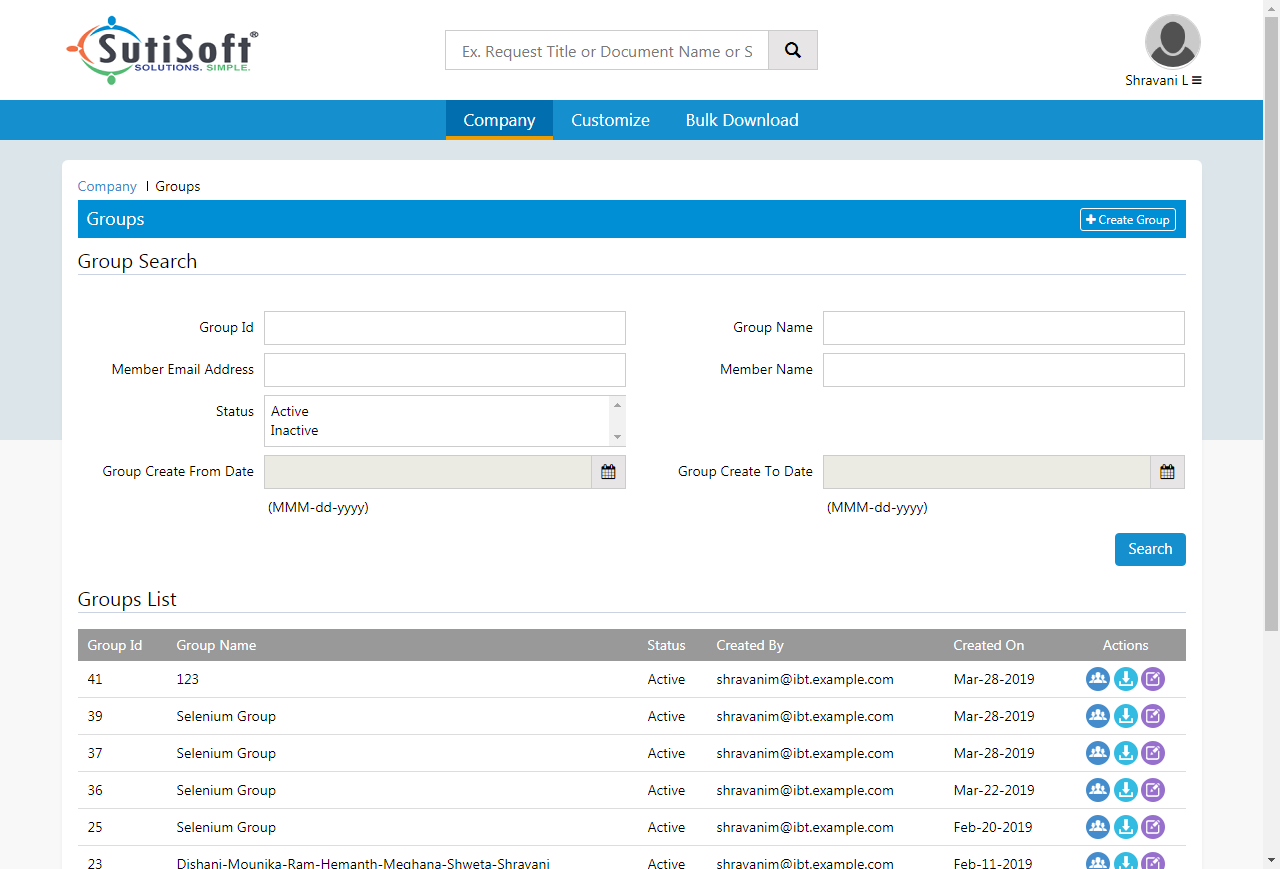 SutiSoft®
SOLUTIONS. SIMPLE.
Ex. Request Title or Document Name or S
Shravani L
Company Customize Bulk Download
Company | Groups
Groups
Create Group
Group Search
Group Id
Group Name
Member Email Address
Member Name
Status
Active
Inactive
Group Create From Date
Group Create To Date
(MMM-dd-yyyy)
(MMM-dd-yyyy)
Search
Groups List
Group Id Group Name Status Created By Created On Actions
41 123 Active shravanim@ibt.example.com Mar-28-2019
39 Selenium Group Active shravanim@ibt.example.com Mar-28-2019
37 Selenium Group Active shravanim@ibt.example.com Mar-28-2019
36 Selenium Group Active shravanim@ibt.example.com Mar-22-2019
25 Selenium Group Active shravanim@ibt.example.com Feb-20-2019
23 Dishani-Mounika-Ram-Hemanth-Meghana-Shweta-Shravani Active shravanim@ibt.example.com Feb-11-2019